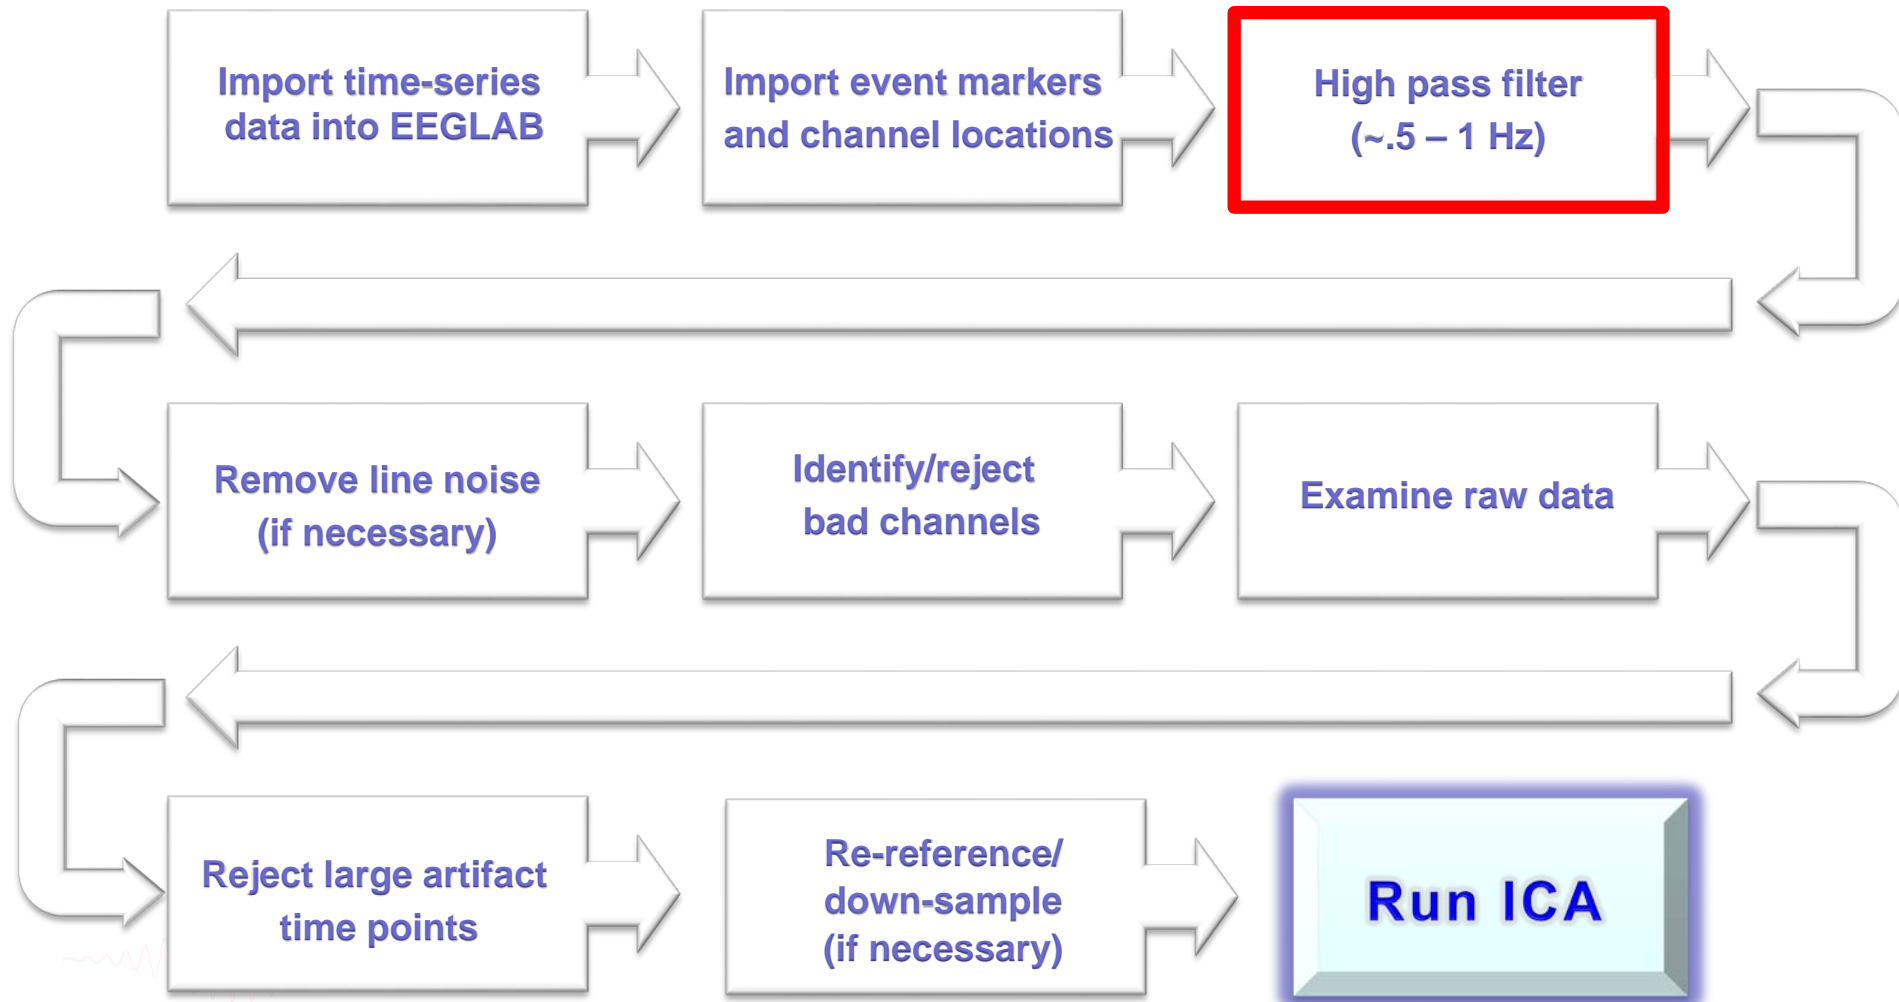 Import time-series
data into EEGLAB
Import event markers
and channel locations
High pass filter
(~.5 – 1 Hz)
Remove line noise
(if necessary)
Identify/reject
bad channels
Examine raw data
Reject large artifact
time points
Re-reference/
down-sample
(if necessary)
Run ICA